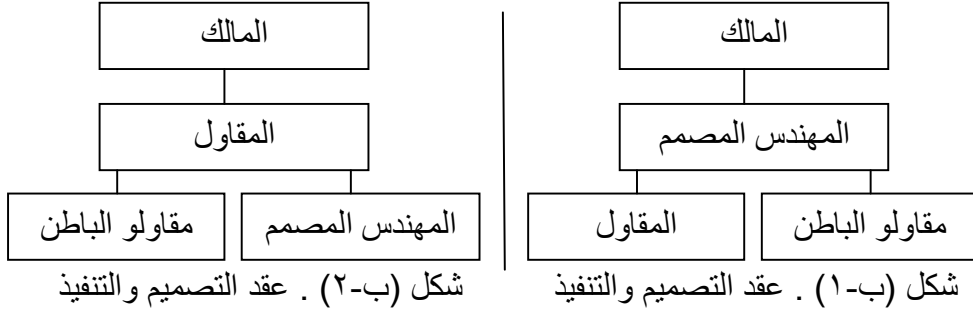 المالك
المهندس المصمم
مقاولو الباطن
المقاول
شكل (ب-١) . عقد التصميم والتنفيذ
المالك
المقاول
المهندس المصمم
مقاولو الباطن
شكل (ب-٢) . عقد التصميم والتنفيذ